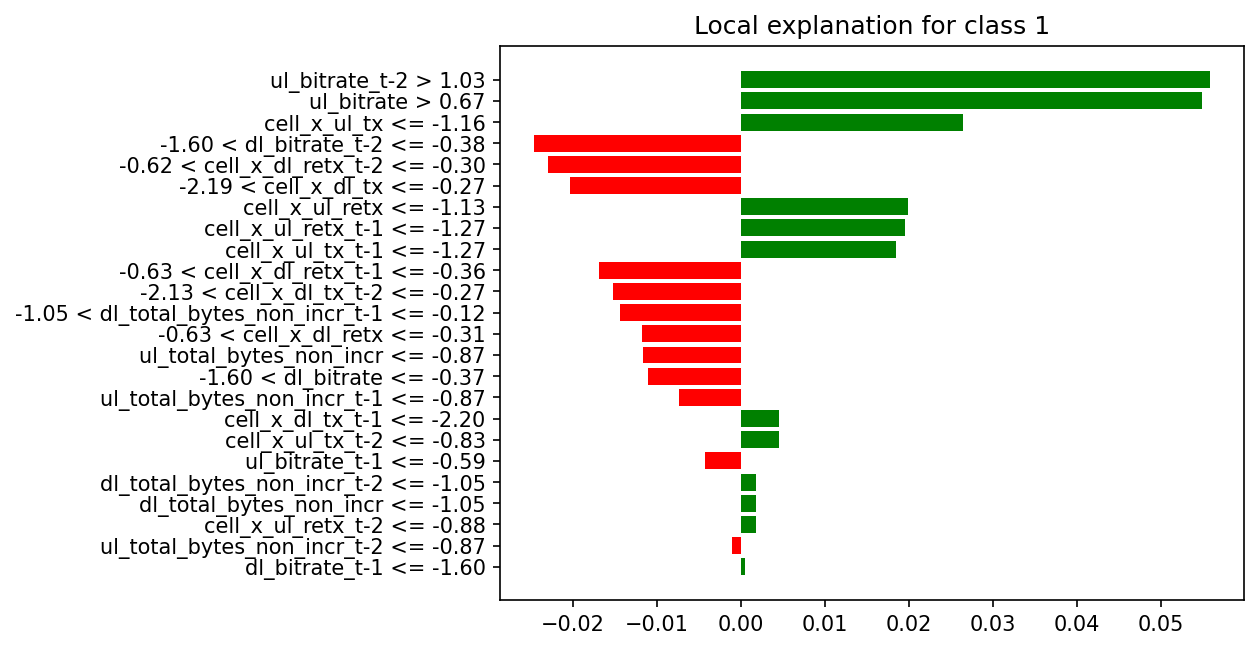 Local explanation for class 1
ul_bitrate_t-2 > 1.03
ul_bitrate > 0.67
cell_x_ul_tx <= -1.16
-1.60 < dl_bitrate_t-2 <= -0.38
-0.62 < cell_x_dl_retx_t-2 <= -0.30
-2.19 < cell_x_dl_tx <= -0.27
cell_x_ul_retx <= -1.13
cell_x_ul_retx_t-1 <= -1.27
cell_x_ul_tx_t-1 <= -1.27
-0.63 < cell_x_dl_retx_t-1 <= -0.36
-2.13 < cell_x_dl_tx_t-2 <= -0.27
-1.05 < dl_total_bytes_non_incr_t-1 <= -0.12
-0.63 < cell_x_dl_retx <= -0.31
ul_total_bytes_non_incr <= -0.87
-1.60 < dl_bitrate <= -0.37
ul_total_bytes_non_incr_t-1 <= -0.87
cell_x_dl_tx_t-1 <= -2.20
cell_x_ul_tx_t-2 <= -0.83
ul_bitrate_t-1 <= -0.59
dl_total_bytes_non_incr_t-2 <= -1.05
dl_total_bytes_non_incr <= -1.05
cell_x_ul_retx_t-2 <= -0.88
ul_total_bytes_non_incr_t-2 <= -0.87
dl_bitrate_t-1 <= -1.60
−0.02 −0.01 0.00 0.01 0.02 0.03 0.04 0.05